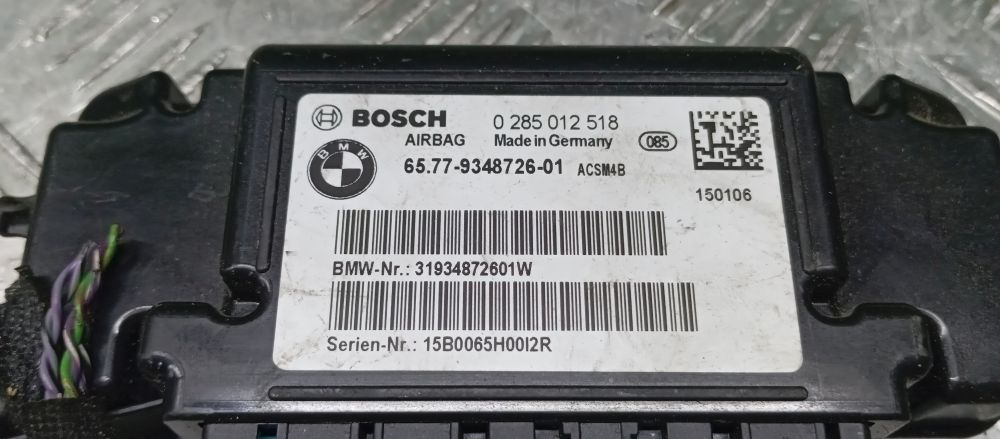 BOSCH 0 285 012 518
AIRBAG Made in Germany 085
BMW
65.77-9348726-01 ACSM4B
150106
BMW-Nr.: 31934872601W
Serien-Nr.: 15B0065H00I2R